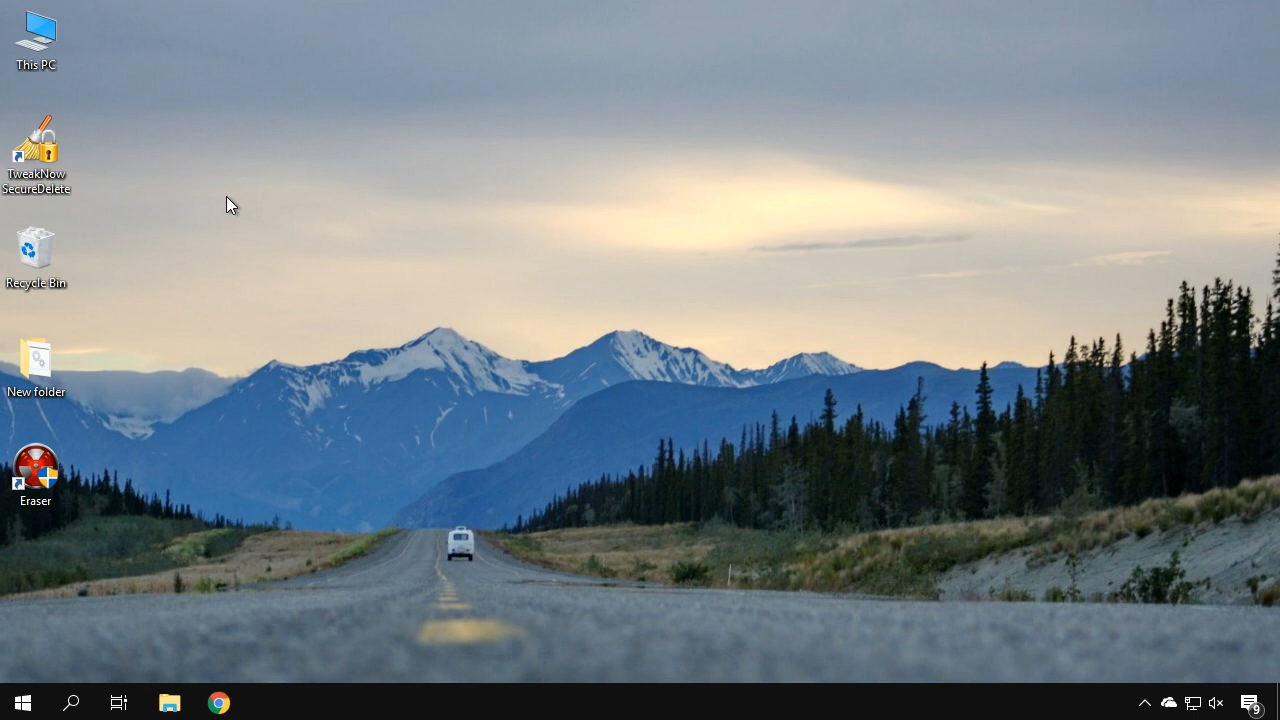 This PC
TweakNow
SecureDelete
Recycle Bin
New folder
Eraser
9